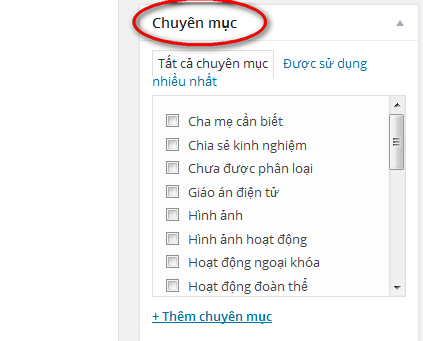 Chuyên mục
Tất cả chuyên mục Được sử dụng
nhiều nhất
Cha mẹ cần biết
Chia sẻ kinh nghiệm
Chưa được phân loại
Giáo án điện tử
Hình ảnh
Hình ảnh hoạt động
Hoạt động ngoại khóa
Hoạt động đoàn thể
+ Thêm chuyên mục